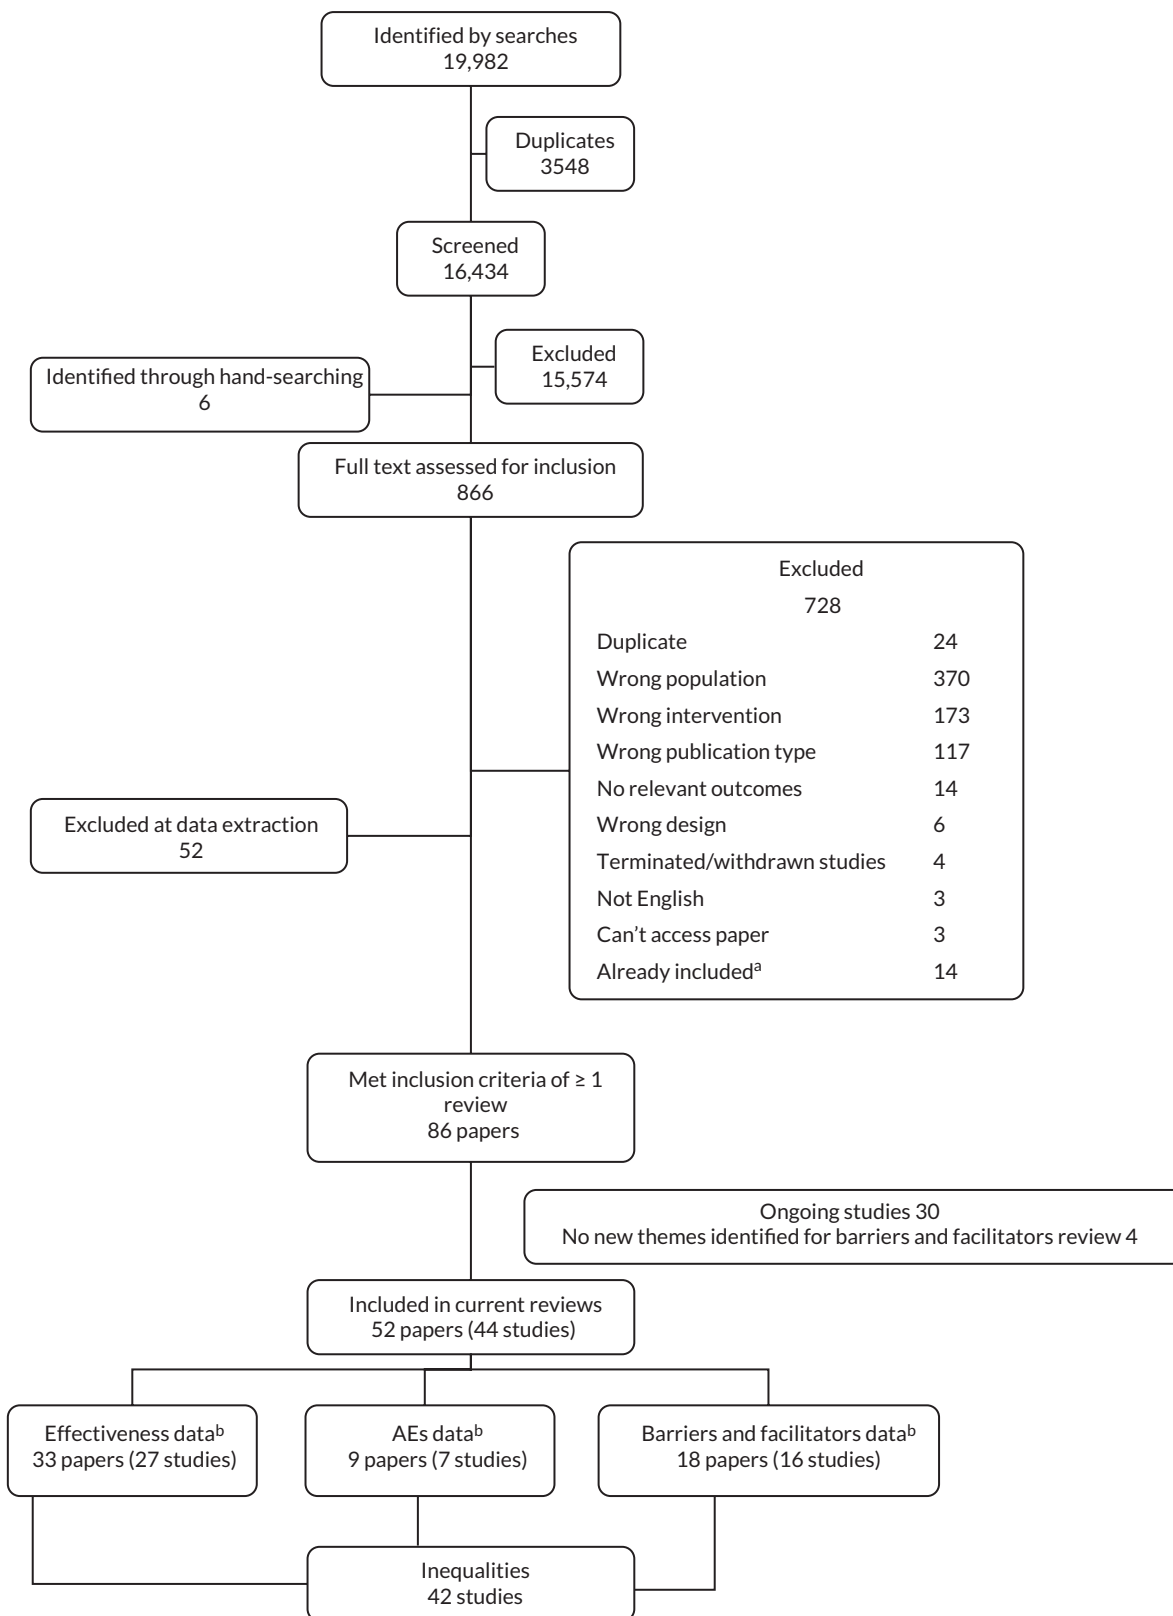 Identified by searches
19,982
Duplicates
3548
Screened
16,434
Excluded
15,574
Identified through hand-searching
6
Full text assessed for inclusion
866
Excluded
728
Duplicate 24
Wrong population 370
Wrong intervention 173
Wrong publication type 117
No relevant outcomes 14
Wrong design 6
Terminated/withdrawn studies 4
Not English 3
Can’t access paper 3
Already includedᵃ 14
Excluded at data extraction
52
Met inclusion criteria of ≥ 1
review
86 papers
Ongoing studies 30
No new themes identified for barriers and facilitators review 4
Included in current reviews
52 papers (44 studies)
Effectiveness dataᵇ
33 papers (27 studies)
AEs dataᵇ
9 papers (7 studies)
Barriers and facilitators dataᵇ
18 papers (16 studies)
Inequalities
42 studies